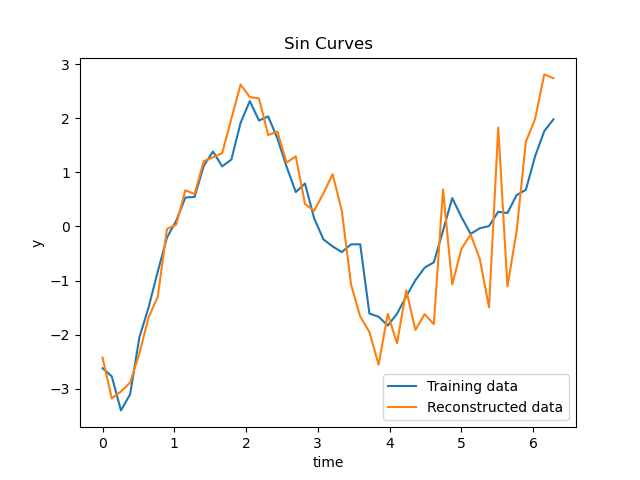 Sin Curves
y
3
2
1
0
−1
−2
−3
0 1 2 3 4 5 6
time
Training data
Reconstructed data